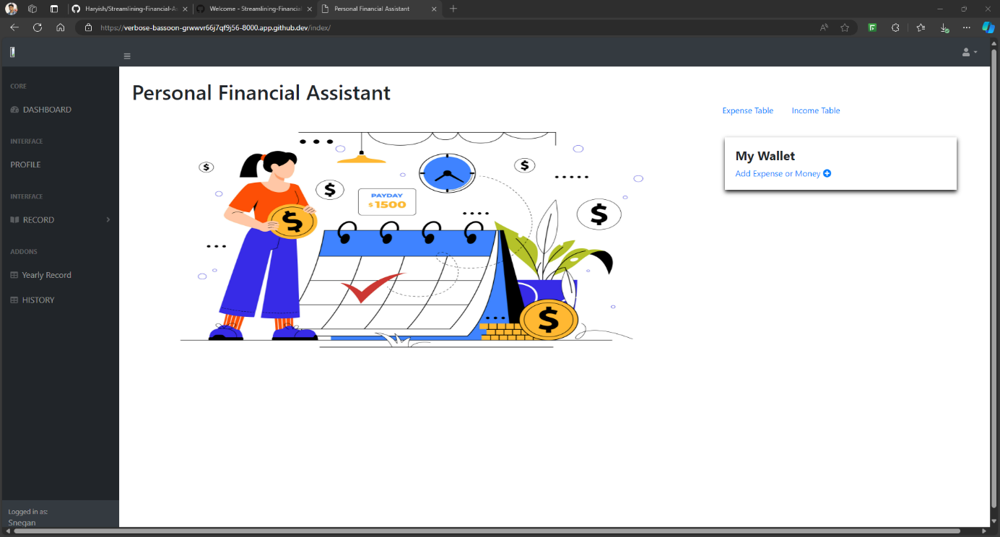 Haryish/Streamlining-Financial-As
Welcome - Streamlining-Financial
Personal Financial Assistant
https://verbose-bassoon-grwwvr66j7qf9j56-8000.app.github.dev/index/
CORE
DASHBOARD
INTERFACE
PROFILE
INTERFACE
RECORD
ADDONS
Yearly Record
HISTORY
Logged in as:
Snegan
Personal Financial Assistant
Expense Table
Income Table
My Wallet
Add Expense or Money
PAYDAY
$1500
$
$
$
$
$
$